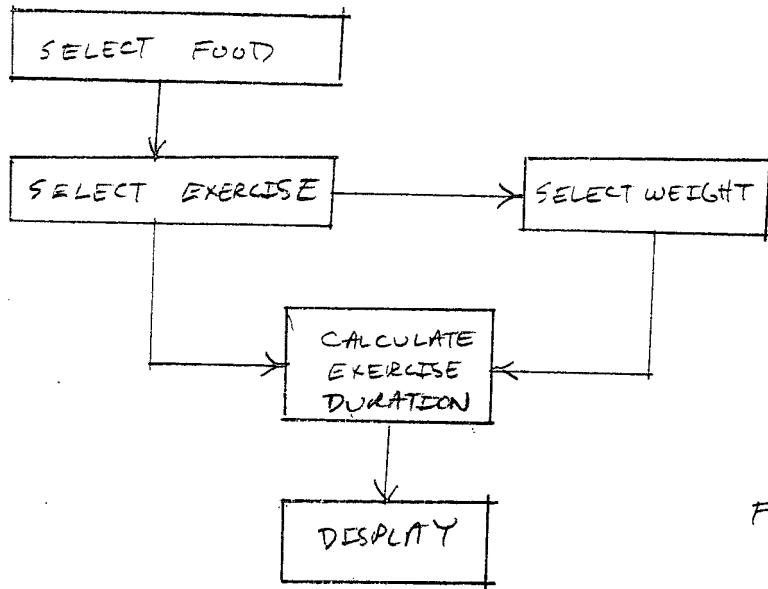 SELECT FOOD
SELECT EXERCISE
SELECT WEIGHT
CALCULATE
EXERCISE
DURATION
DISPLAY
F